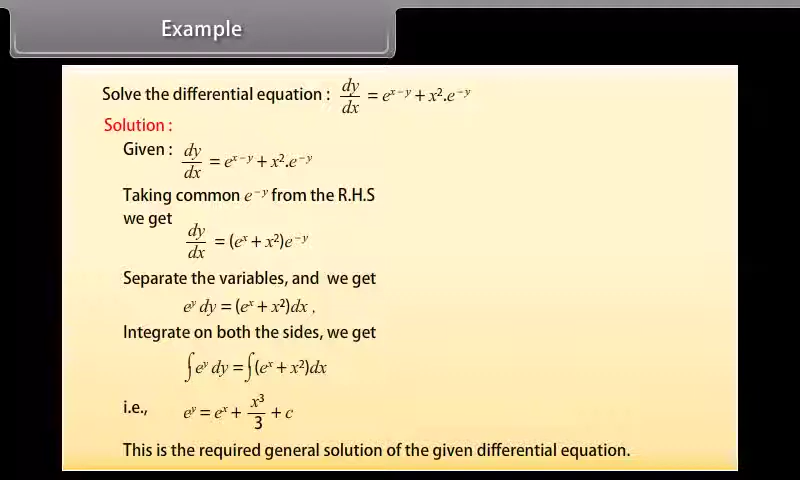 Example
Solve the differential equation : dy/dx = e^{x-y} + x².e^{-y}
Solution :
Given : dy/dx = e^{x-y} + x².e^{-y}
Taking common e^{-y} from the R.H.S
we get
dy/dx = (e^x + x²)e^{-y}
Separate the variables, and we get
e^y dy = (e^x + x²)dx ,
Integrate on both the sides, we get
∫e^y dy = ∫(e^x + x²)dx
i.e., e^y = e^x + x³/3 + c
This is the required general solution of the given differential equation.